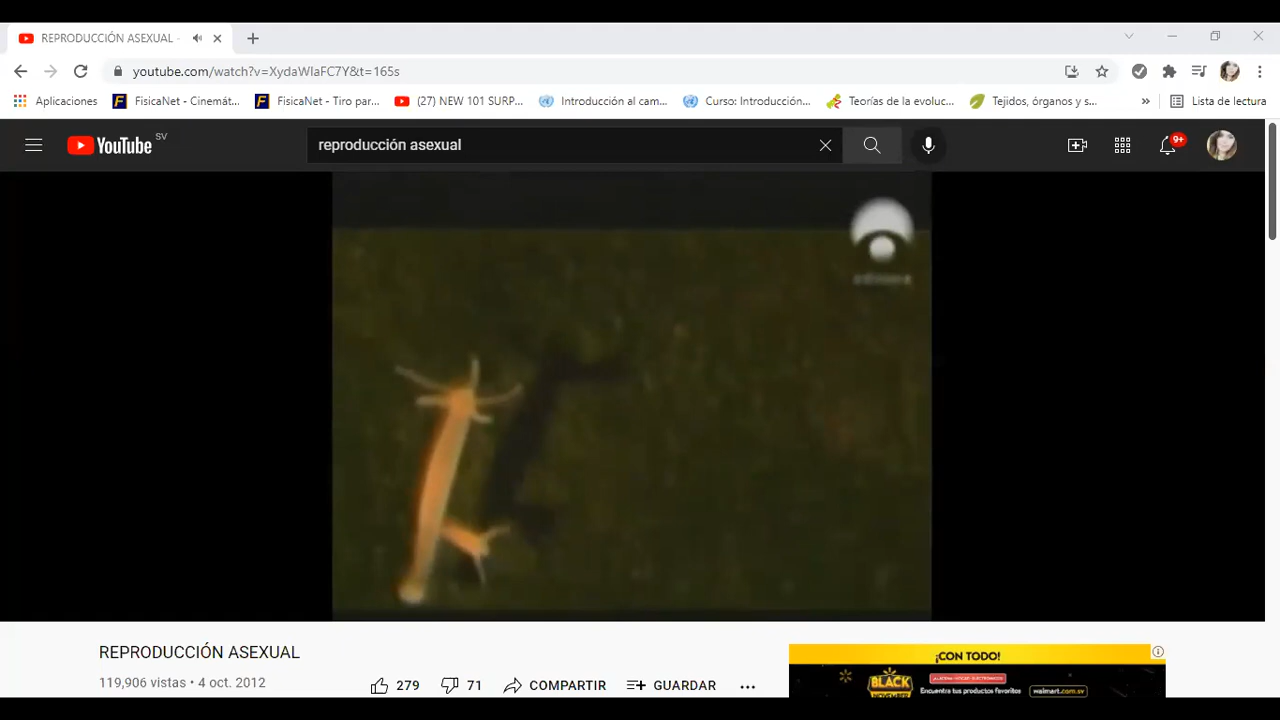 REPRODUCCIÓN ASEXUAL -
youtube.com/watch?v=XydaWIaFC7Y&t=165s
Aplicaciones
FisicaNet - Cinemát...
FisicaNet - Tiro par...
(27) NEW 101 SURP...
Introducción al cam...
Curso: Introducción...
Teorías de la evoluc...
Tejidos, órganos y s...
»
Lista de lectura
YouTube SV
reproducción asexual
9+
REPRODUCCIÓN ASEXUAL
119,909 vistas · 4 oct. 2012
279
71
COMPARTIR
GUARDAR
¡CON TODO!
BLACK
NOVEMBER
Encuentra tus productos favoritos
walmart.com.sv